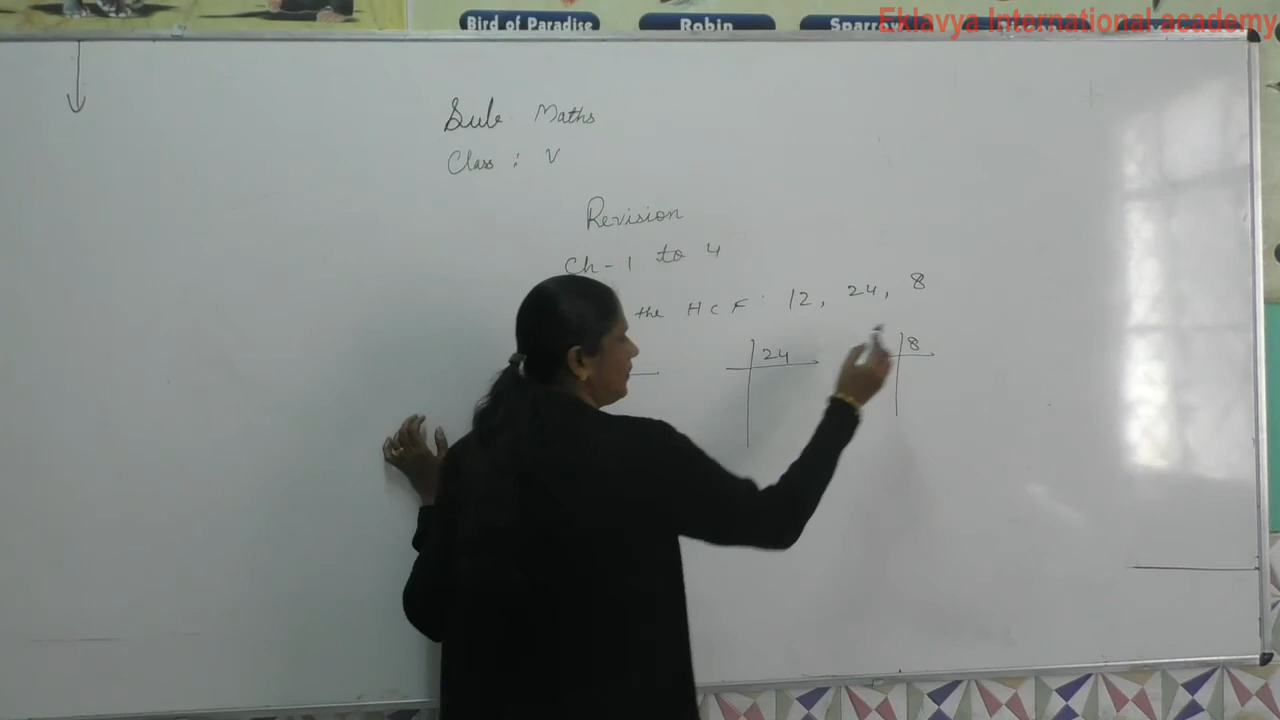 Bird of Paradise Robin Sparrow
Eklavya International academy
Sub Maths
Class : V
Revision
Ch - 1 to 4
the HCF 12, 24, 8
24 8